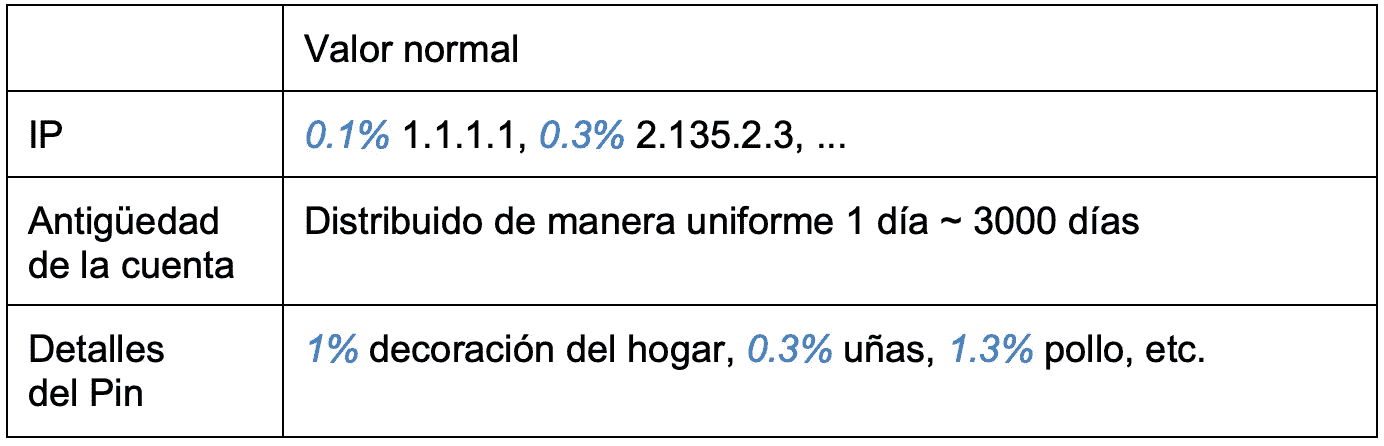 Valor normal
IP
0.1% 1.1.1.1, 0.3% 2.135.2.3, ...
Antigüedad
de la cuenta
Distribuido de manera uniforme 1 día ~ 3000 días
Detalles
del Pin
1% decoración del hogar, 0.3% uñas, 1.3% pollo, etc.